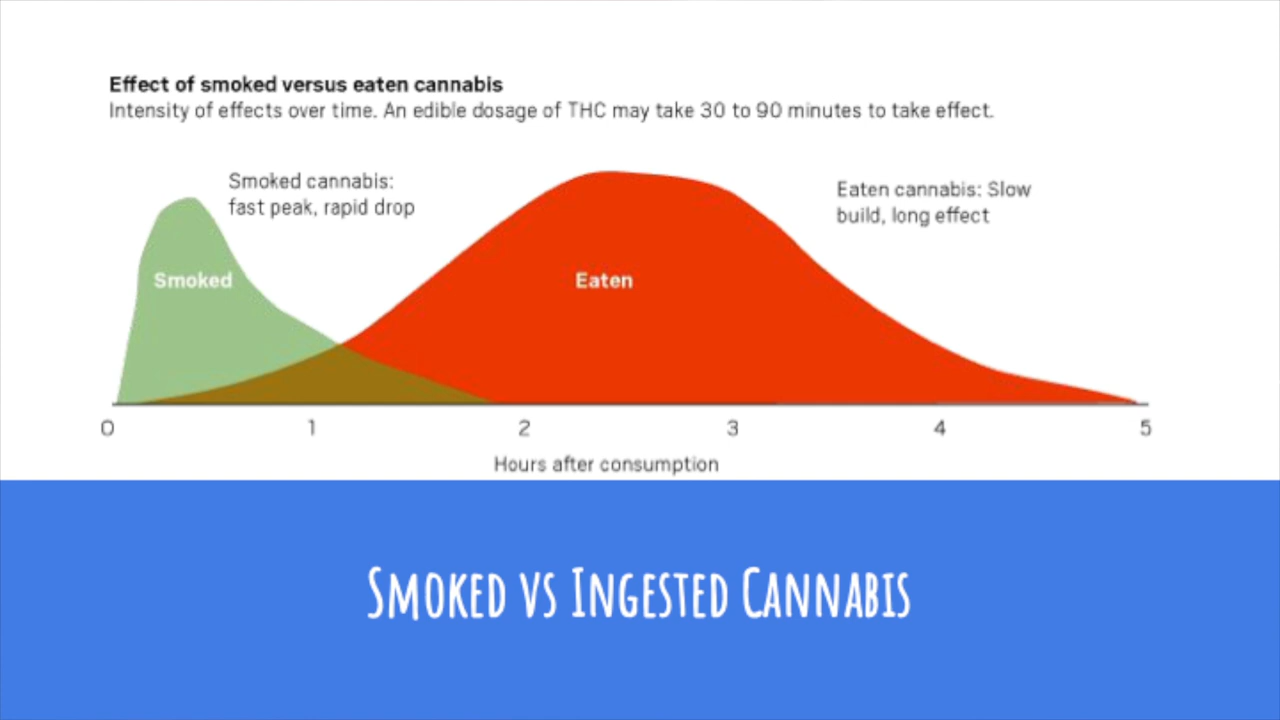 Effect of smoked versus eaten cannabis
Intensity of effects over time. An edible dosage of THC may take 30 to 90 minutes to take effect.
Smoked cannabis:
fast peak, rapid drop
Eaten cannabis: Slow
build, long effect
Smoked
Eaten
0 1 2 3 4 5
Hours after consumption
Smoked vs Ingested Cannabis